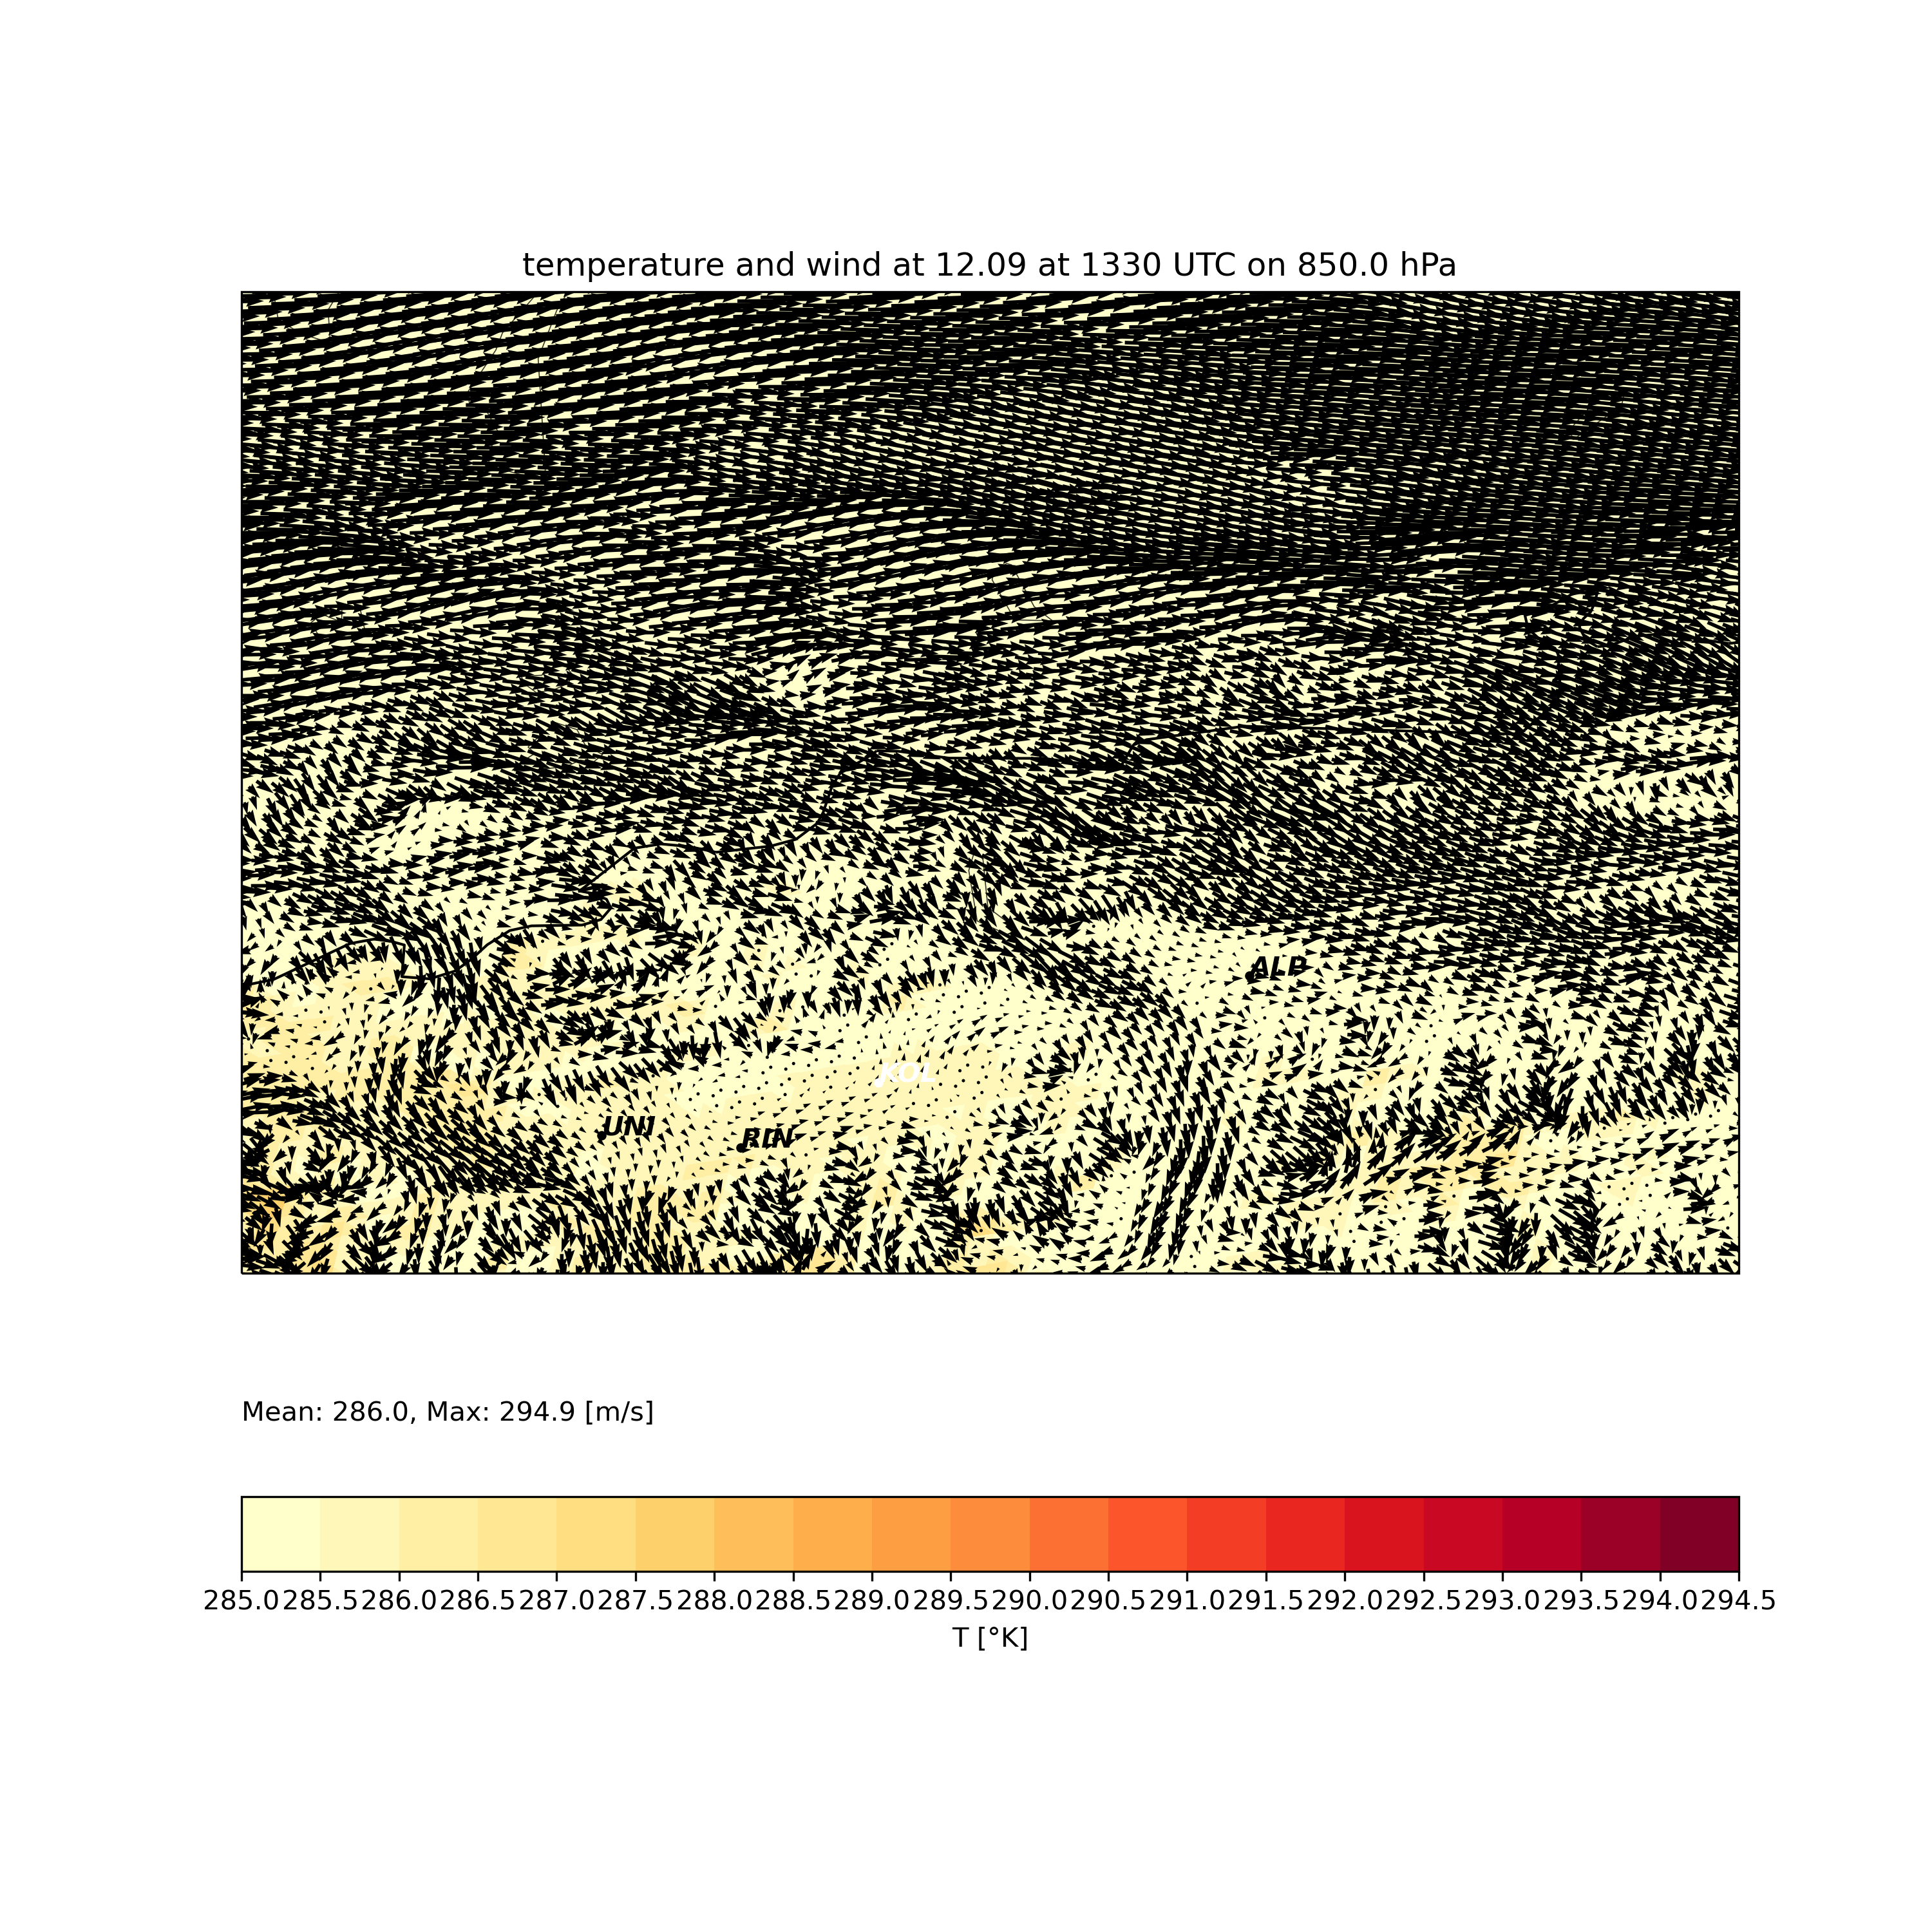 temperature and wind at 12.09 at 1330 UTC on 850.0 hPa
ALP
KOL
UNI
RIN
Mean: 286.0, Max: 294.9 [m/s]
285.0 285.5 286.0 286.5 287.0 287.5 288.0 288.5 289.0 289.5 290.0 290.5 291.0 291.5 292.0 292.5 293.0 293.5 294.0 294.5
T [°K]